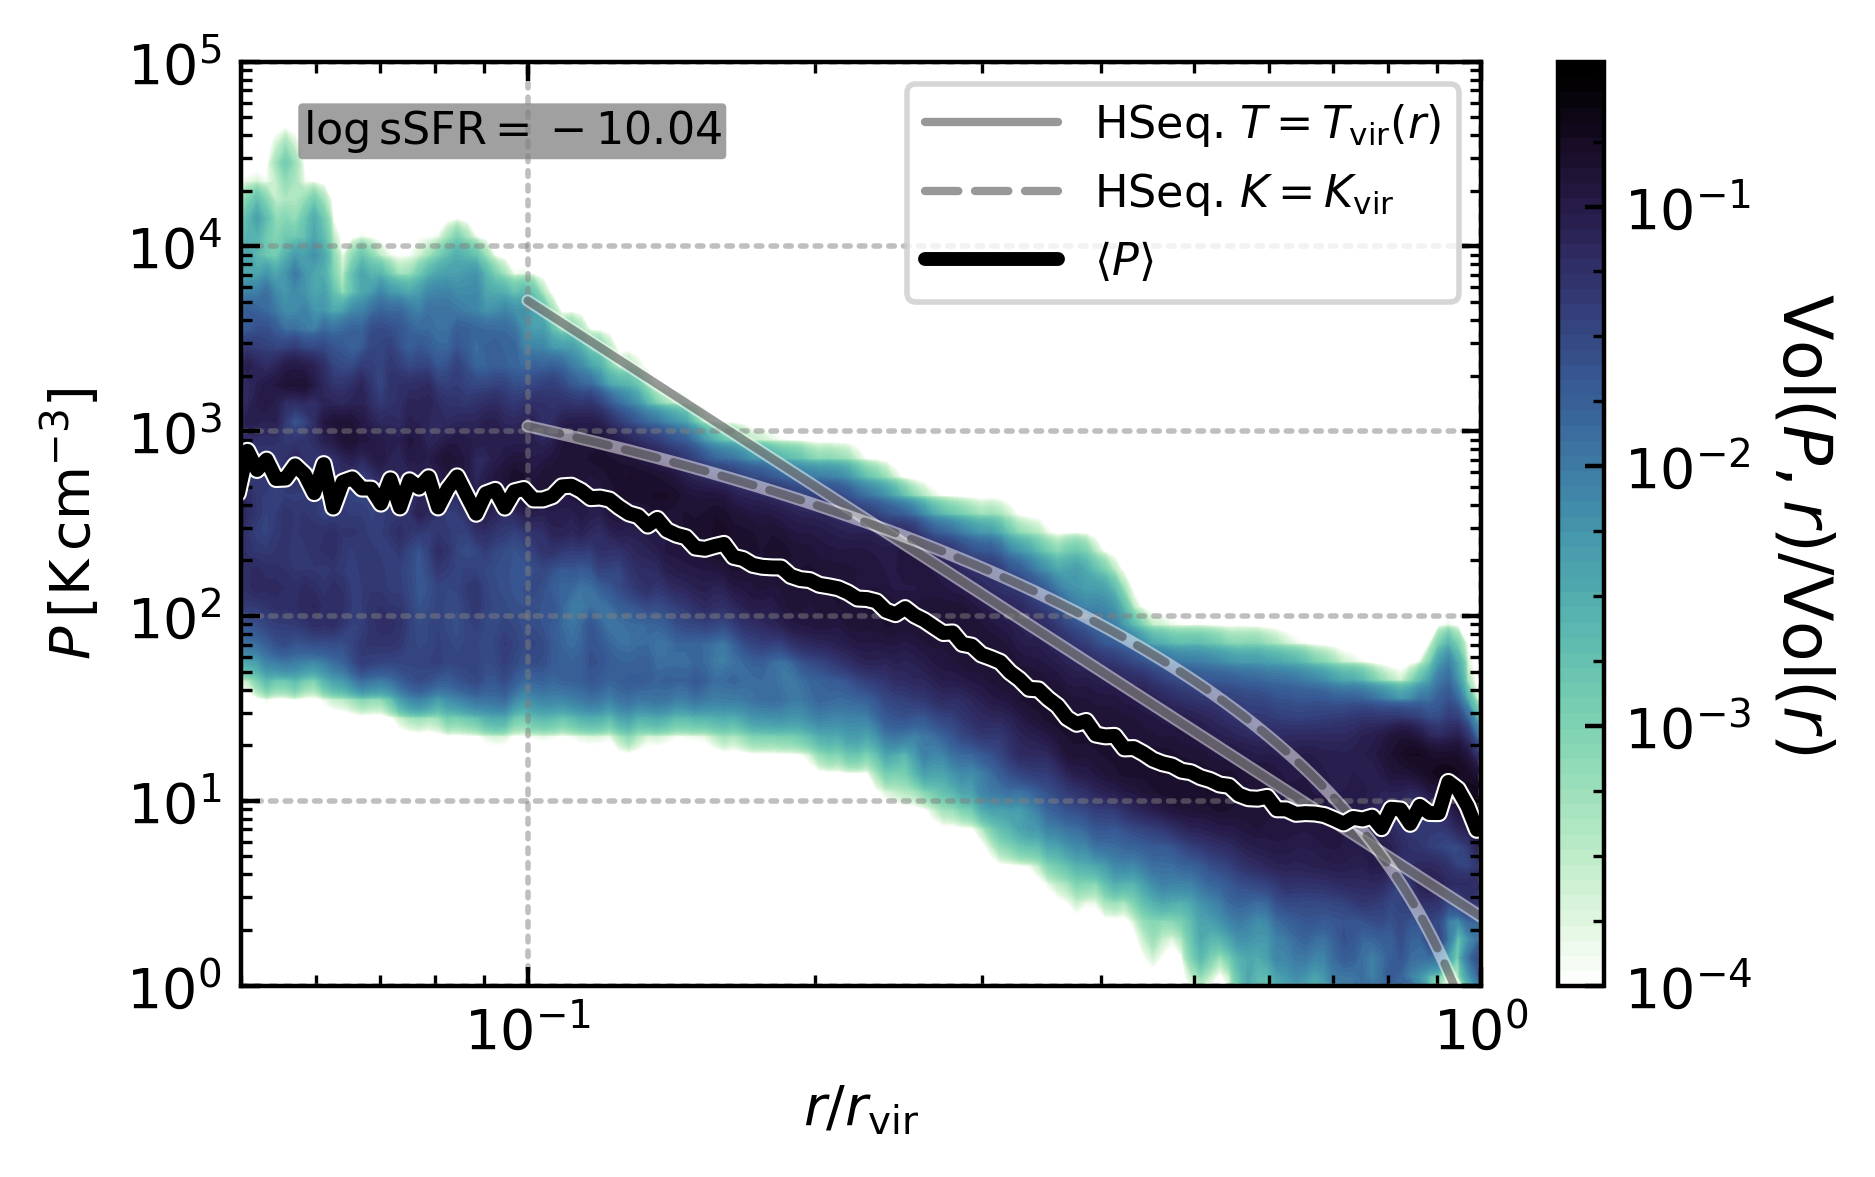 log sSFR = −10.04
HSeq. T = T_vir(r)
HSeq. K = K_vir
⟨P⟩
10^5
10^4
10^3
10^2
10^1
10^0
P [K cm^−3]
10^−1
10^0
r/r_vir
10^−1
10^−2
10^−3
10^−4
Vol(P, r)/Vol(r)